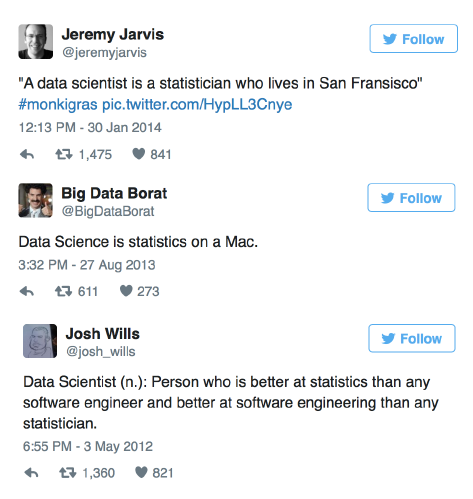 Jeremy Jarvis
@jeremyjarvis
Follow
"A data scientist is a statistician who lives in San Fransisco"
#monkigras pic.twitter.com/HypLL3Cnye
12:13 PM - 30 Jan 2014
1,475 841
Big Data Borat
@BigDataBorat
Follow
Data Science is statistics on a Mac.
3:32 PM - 27 Aug 2013
611 273
Josh Wills
@josh_wills
Follow
Data Scientist (n.): Person who is better at statistics than any
software engineer and better at software engineering than any
statistician.
6:55 PM - 3 May 2012
1,360 821